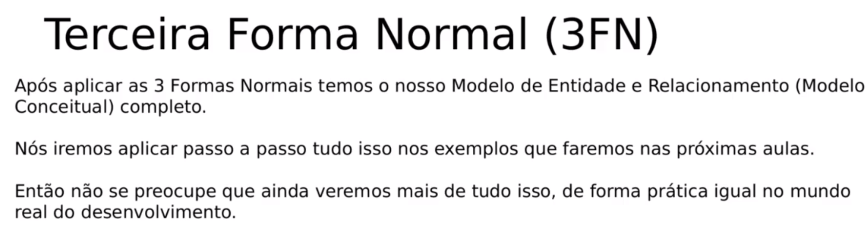 Terceira Forma Normal (3FN)
Após aplicar as 3 Formas Normais temos o nosso Modelo de Entidade e Relacionamento (Modelo
Conceitual) completo.
Nós iremos aplicar passo a passo tudo isso nos exemplos que faremos nas próximas aulas.
Então não se preocupe que ainda veremos mais de tudo isso, de forma prática igual no mundo
real do desenvolvimento.